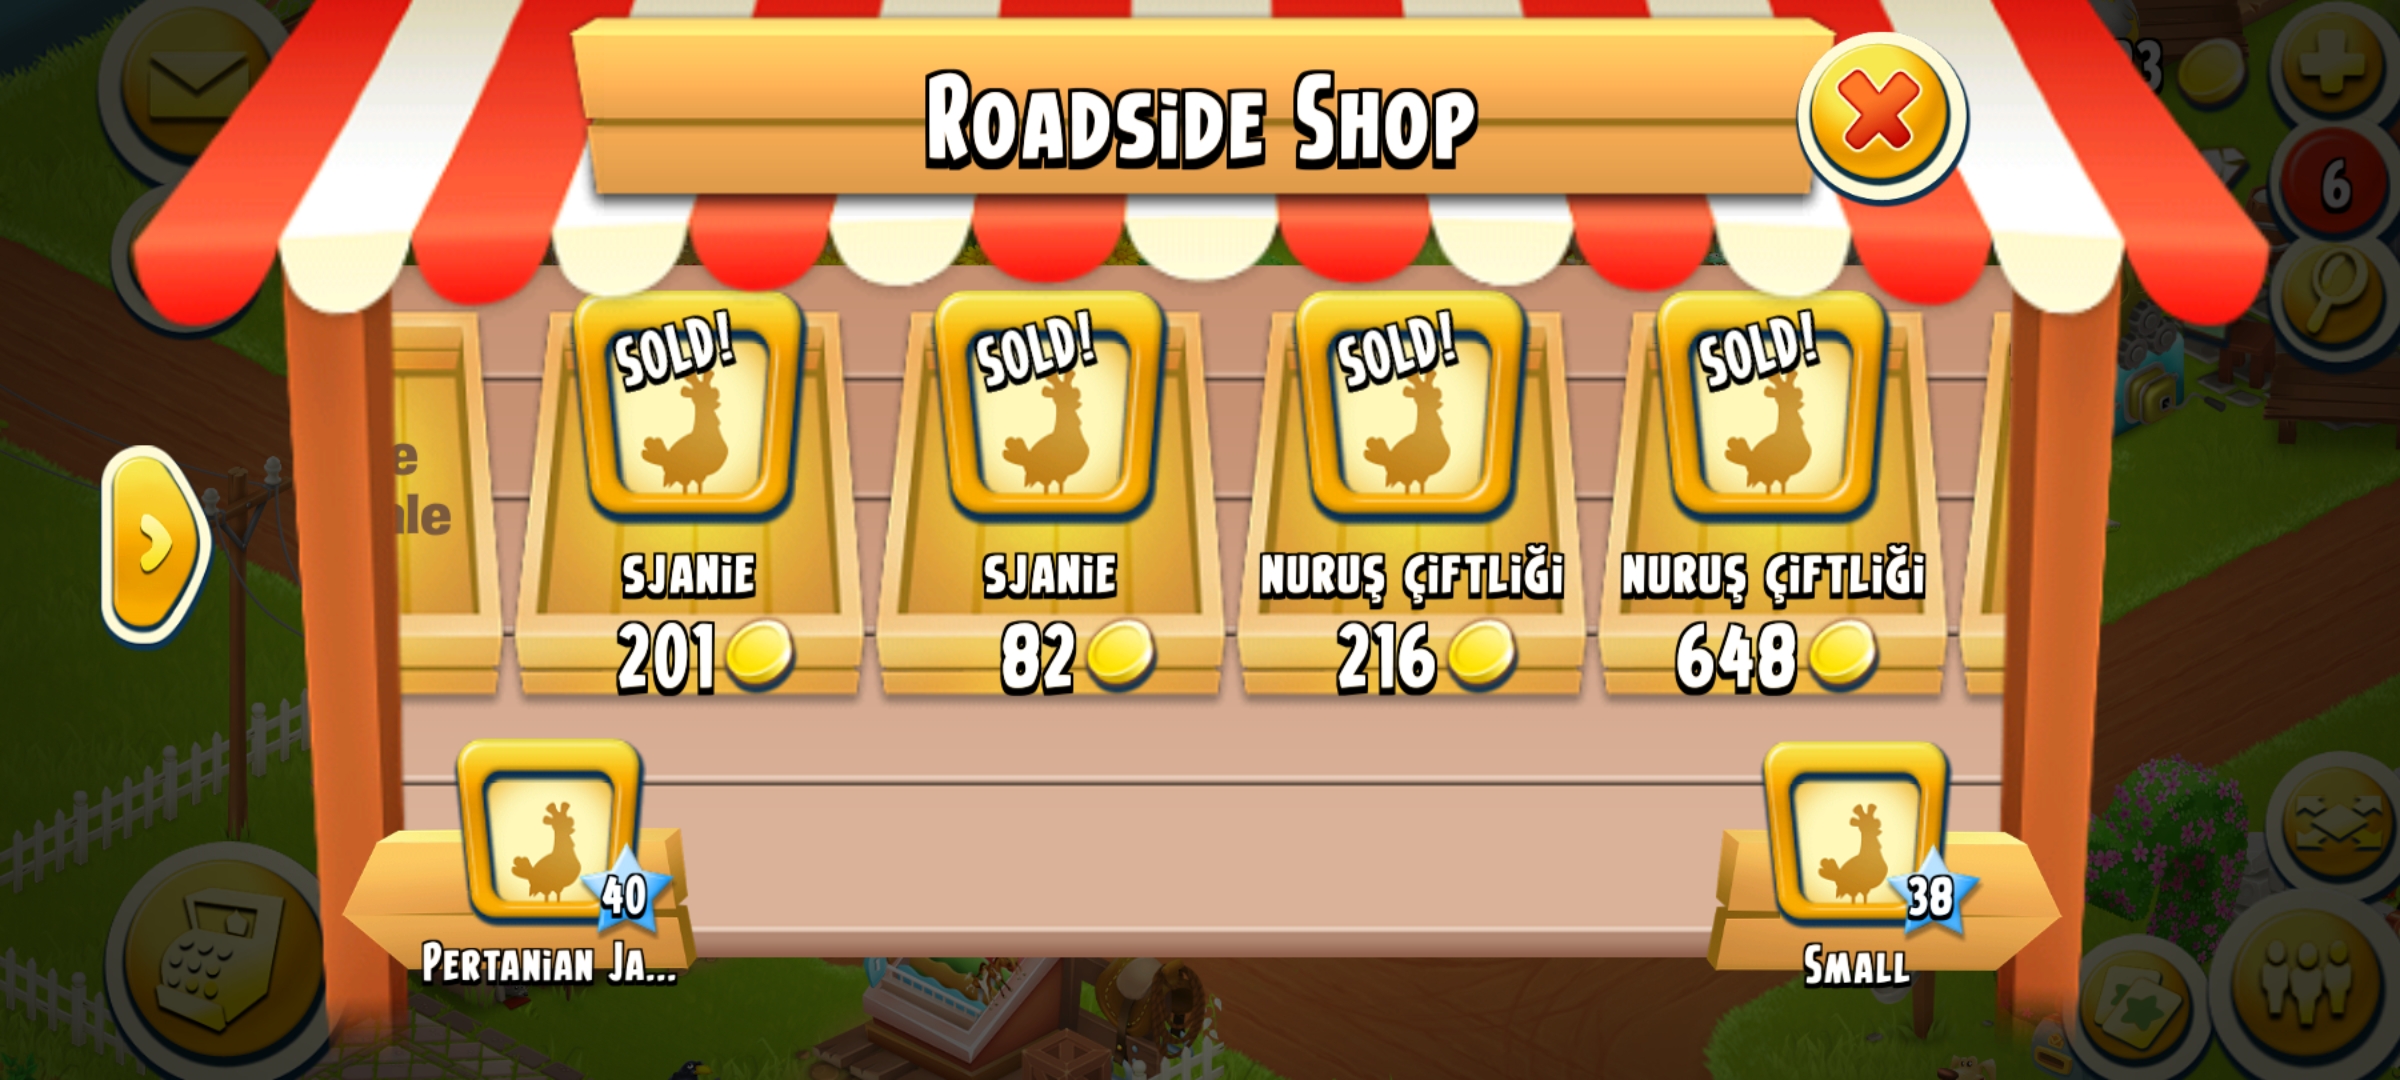 ROADSIDE SHOP
6
SOLD!
SOLD!
SOLD!
SOLD!
SJANIE
SJANIE
NURUŞ ÇİFTLİĞİ
NURUŞ ÇİFTLİĞİ
201
82
216
648
40
38
PERTANIAN JA...
SMALL